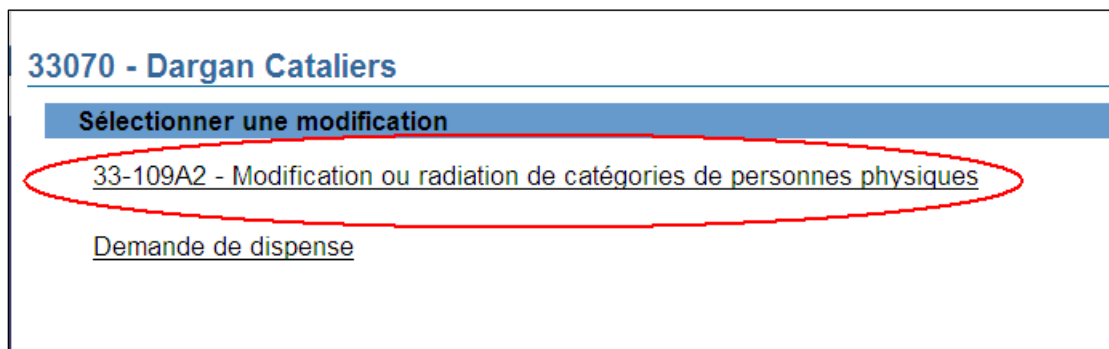 33070 - Dargan Cataliers
Sélectionner une modification
33-109A2 - Modification ou radiation de catégories de personnes physiques
Demande de dispense